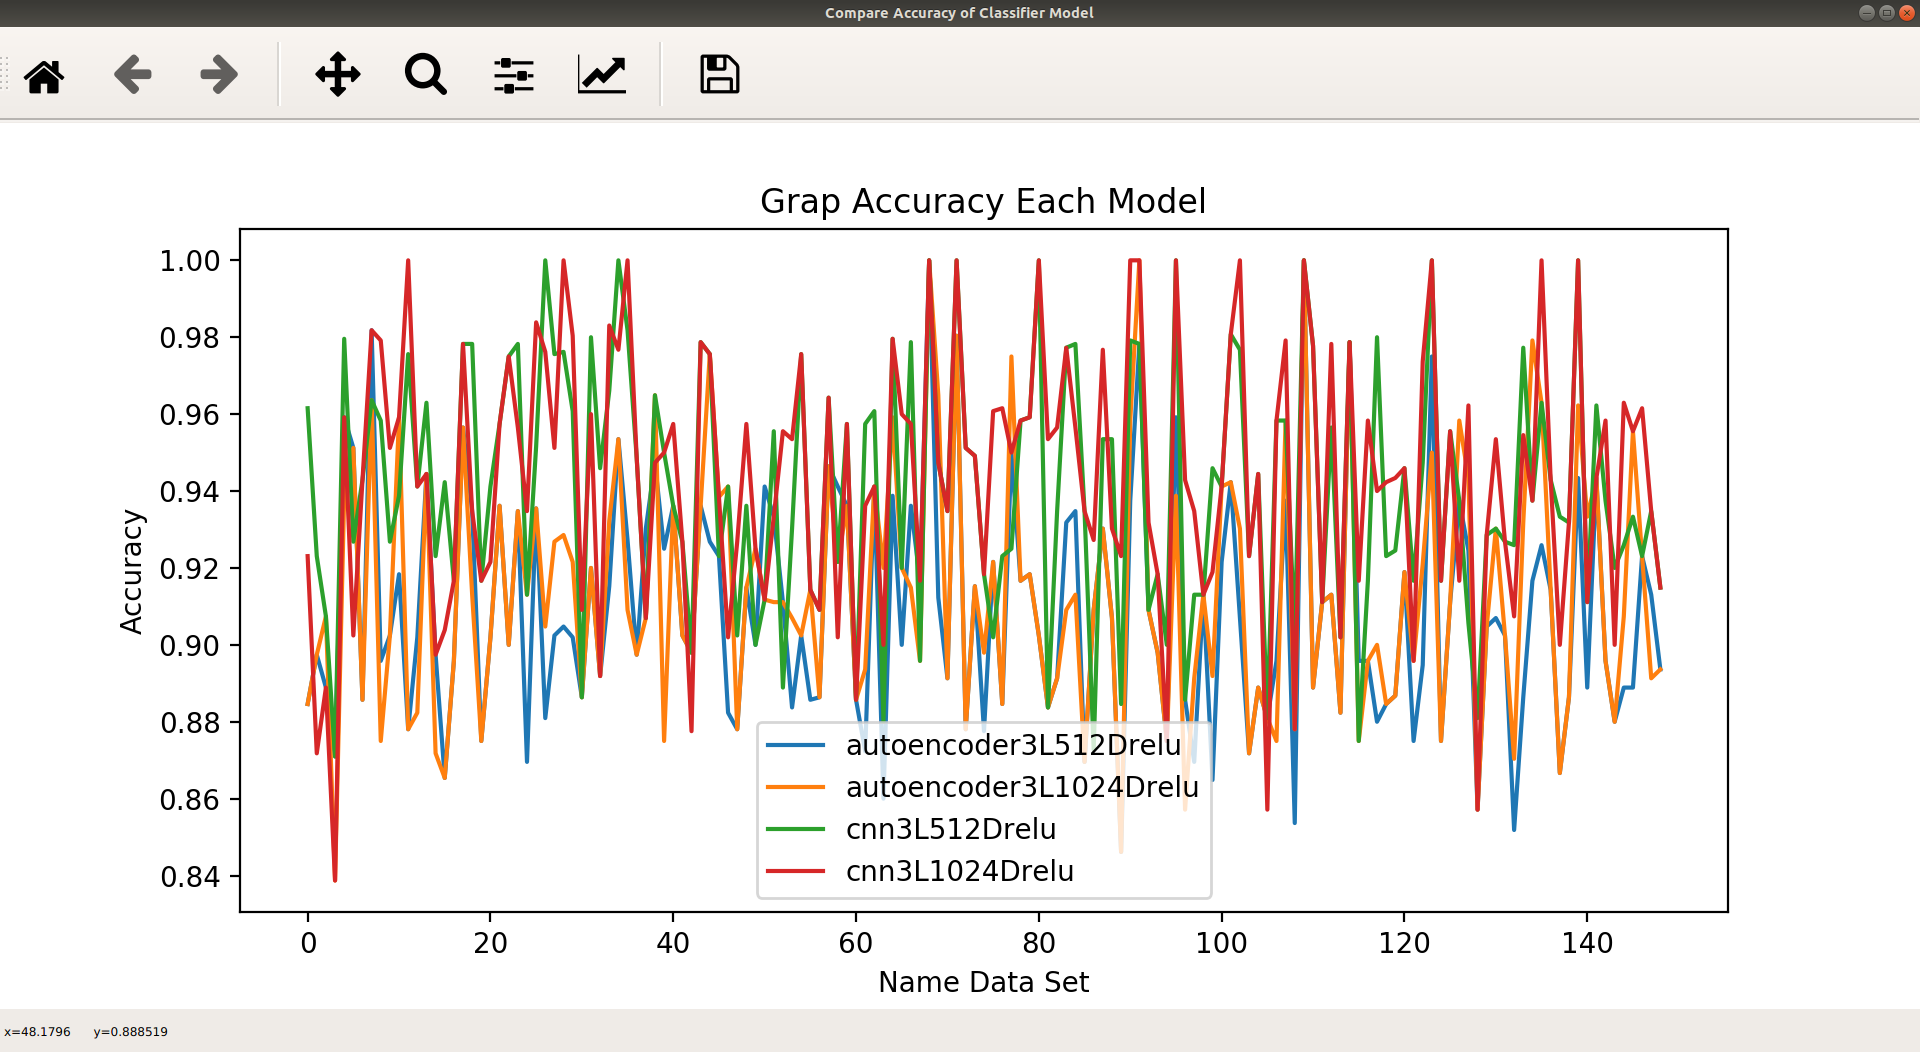 Compare Accuracy of Classifier Model
Grap Accuracy Each Model
1.00
0.98
0.96
0.94
0.92
0.90
0.88
0.86
0.84
Accuracy
autoencoder3L512Drelu
autoencoder3L1024Drelu
cnn3L512Drelu
cnn3L1024Drelu
0 20 40 60 80 100 120 140
Name Data Set
x=48.1796 y=0.888519